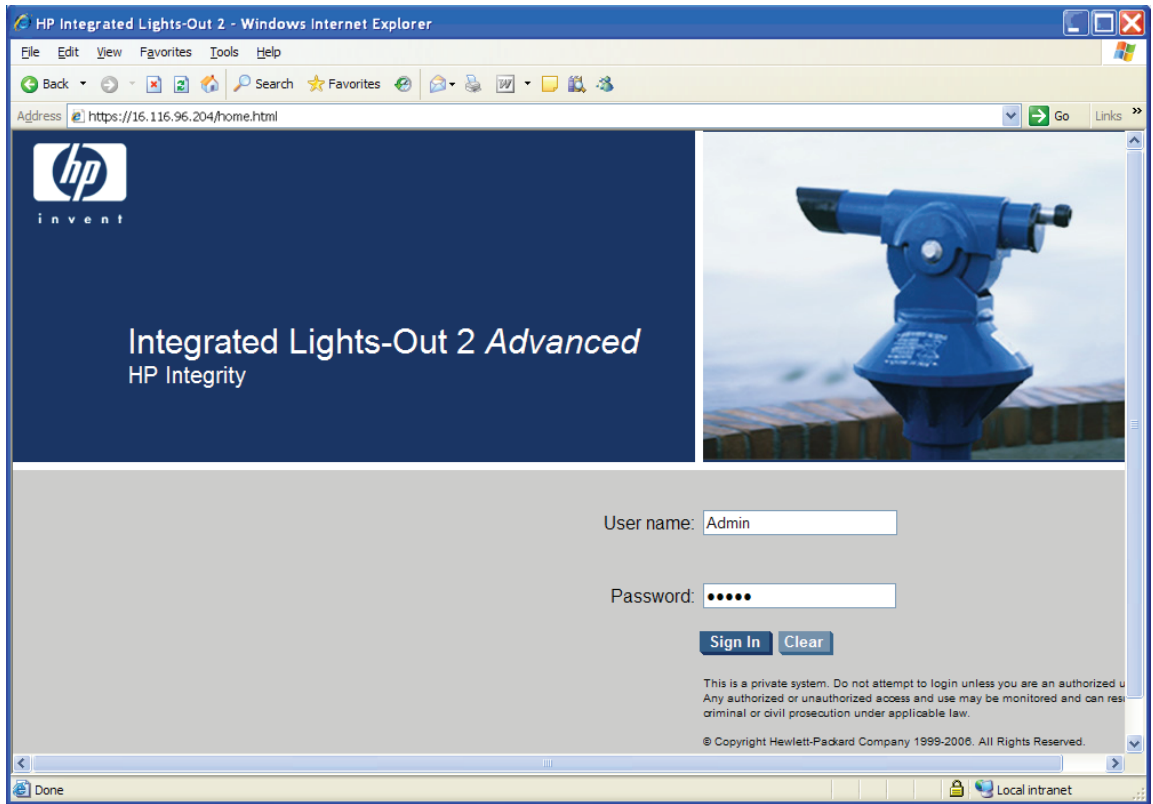 HP Integrated Lights-Out 2 - Windows Internet Explorer
File Edit View Favorites Tools Help
Back Search Favorites
Address https://16.116.96.204/home.html Go Links »
hp
invent
Integrated Lights-Out 2 Advanced
HP Integrity
User name: Admin
Password: •••••
Sign In Clear
This is a private system. Do not attempt to login unless you are an authorized u
Any authorized or unauthorized access and use may be monitored and can res
criminal or civil prosecution under applicable law.
© Copyright Hewlett-Packard Company 1999-2006. All Rights Reserved.
Done Local intranet